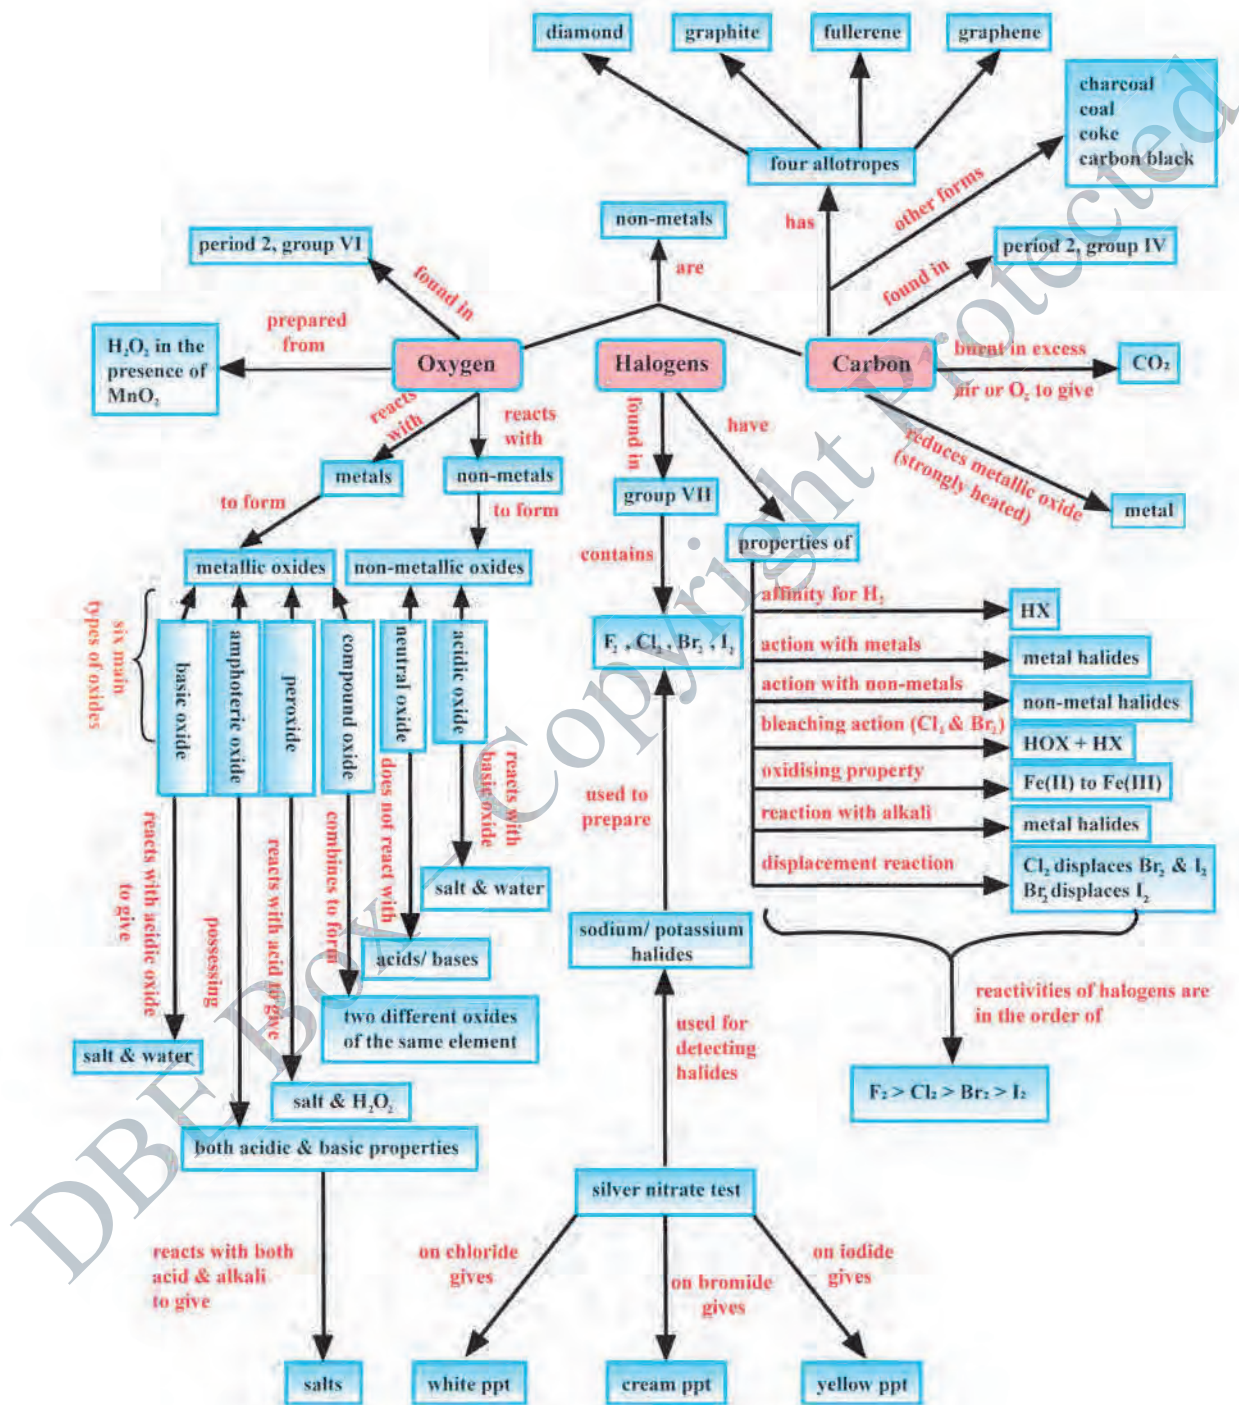 diamond
graphite
fullerene
graphene
charcoal
coal
coke
carbon black
four allotropes
other forms
has
non-metals
are
period 2, group VI
found in
period 2, group IV
found in
prepared
from
H₂O₂ in the
presence of
MnO₂
Oxygen
Halogens
Carbon
burnt in excess
air or O₂ to give
CO₂
reacts
with
reacts
with
found in
have
reduces metallic oxide
(strongly heated)
metal
metals
non-metals
group VII
to form
to form
contains
properties of
metallic oxides
non-metallic oxides
six main
types of oxides
basic oxide
amphoteric oxide
peroxide
compound oxide
neutral oxide
acidic oxide
F₂ , Cl₂ , Br₂ , I₂
affinity for H₂
HX
action with metals
metal halides
action with non-metals
non-metal halides
bleaching action (Cl₂ & Br₂)
HOX + HX
oxidising property
Fe(II) to Fe(III)
reaction with alkali
metal halides
displacement reaction
Cl₂ displaces Br₂ & I₂
Br₂ displaces I₂
reacts with acidic oxide
to give
possessing
reacts with acid to give
combines to form
does not react with
reacts with
basic oxide
used to
prepare
salt & water
acids/ bases
sodium/ potassium
halides
two different oxides
of the same element
salt & water
salt & H₂O₂
both acidic & basic properties
used for
detecting
halides
reactivities of halogens are
in the order of
F₂ > Cl₂ > Br₂ > I₂
silver nitrate test
reacts with both
acid & alkali
to give
on chloride
gives
on bromide
gives
on iodide
gives
salts
white ppt
cream ppt
yellow ppt
DBE Box - Copyright Protected